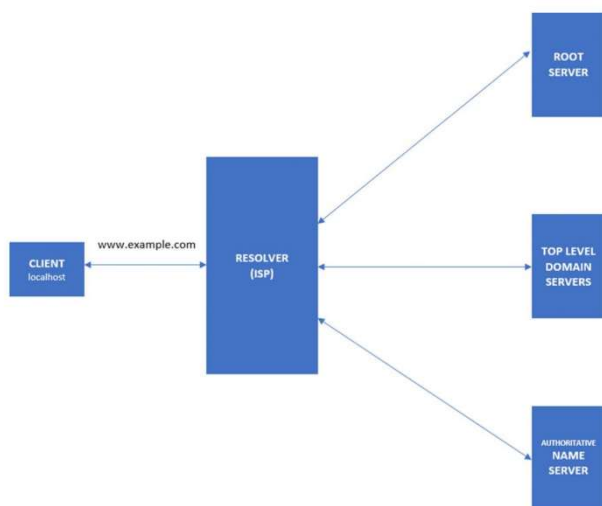 ROOT
SERVER
www.example.com
CLIENT
localhost
RESOLVER
(ISP)
TOP LEVEL
DOMAIN
SERVERS
AUTHORITATIVE
NAME
SERVER